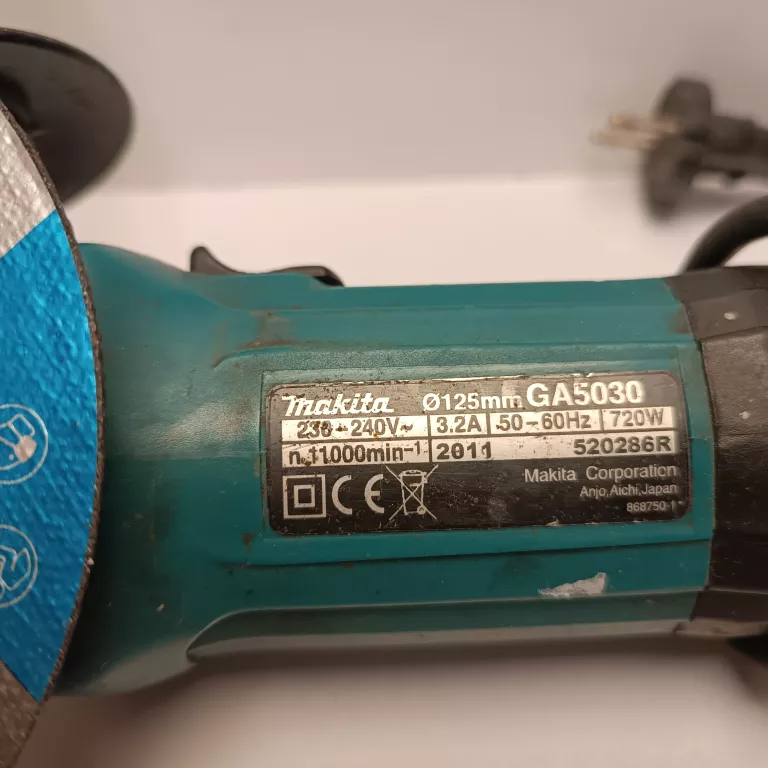 makita Ø125mm GA5030
230-240V~ 3.2A 50-60Hz 720W
n 11000min-1 2011 520286R
Makita Corporation
Anjo, Aichi, Japan
868750-1
CE